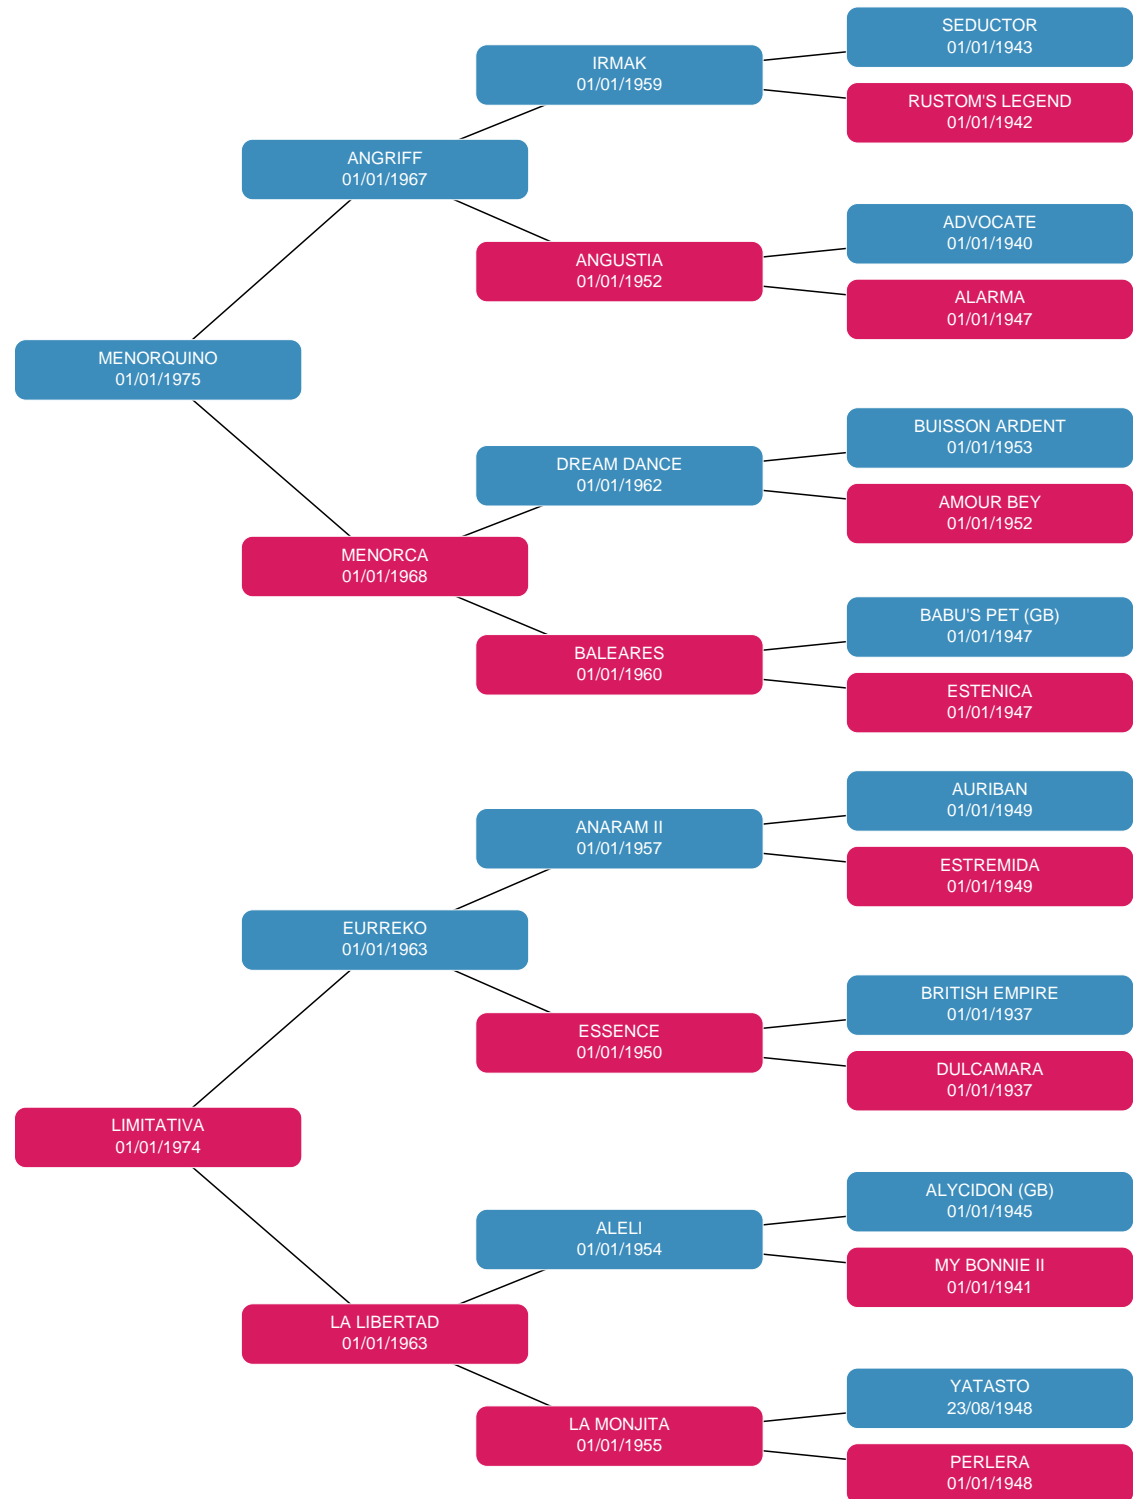 SEDUCTOR
01/01/1943
IRMAK
01/01/1959
RUSTOM'S LEGEND
01/01/1942
ANGRIFF
01/01/1967
ADVOCATE
01/01/1940
ANGUSTIA
01/01/1952
ALARMA
01/01/1947
MENORQUINO
01/01/1975
BUISSON ARDENT
01/01/1953
DREAM DANCE
01/01/1962
AMOUR BEY
01/01/1952
MENORCA
01/01/1968
BABU'S PET (GB)
01/01/1947
BALEARES
01/01/1960
ESTENICA
01/01/1947
AURIBAN
01/01/1949
ANARAM II
01/01/1957
ESTREMIDA
01/01/1949
EURREKO
01/01/1963
BRITISH EMPIRE
01/01/1937
ESSENCE
01/01/1950
DULCAMARA
01/01/1937
LIMITATIVA
01/01/1974
ALYCIDON (GB)
01/01/1945
ALELI
01/01/1954
MY BONNIE II
01/01/1941
LA LIBERTAD
01/01/1963
YATASTO
23/08/1948
LA MONJITA
01/01/1955
PERLERA
01/01/1948